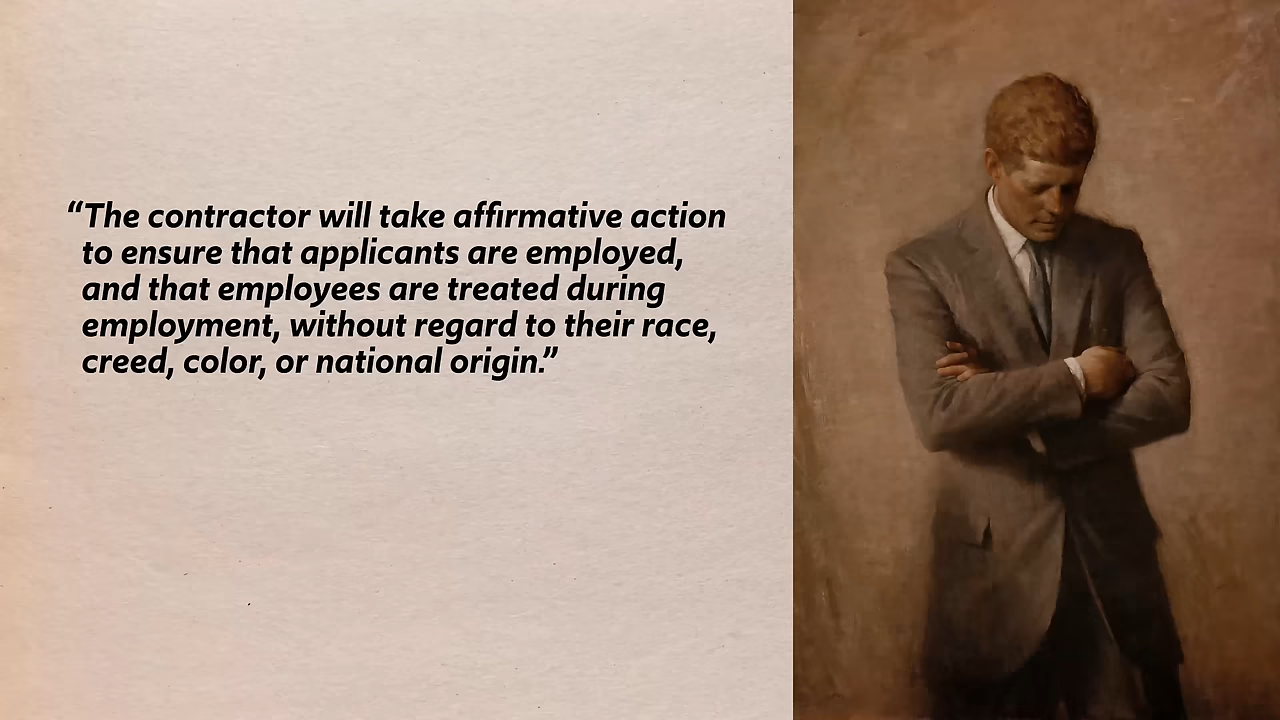 “The contractor will take affirmative action
to ensure that applicants are employed,
and that employees are treated during
employment, without regard to their race,
creed, color, or national origin.”